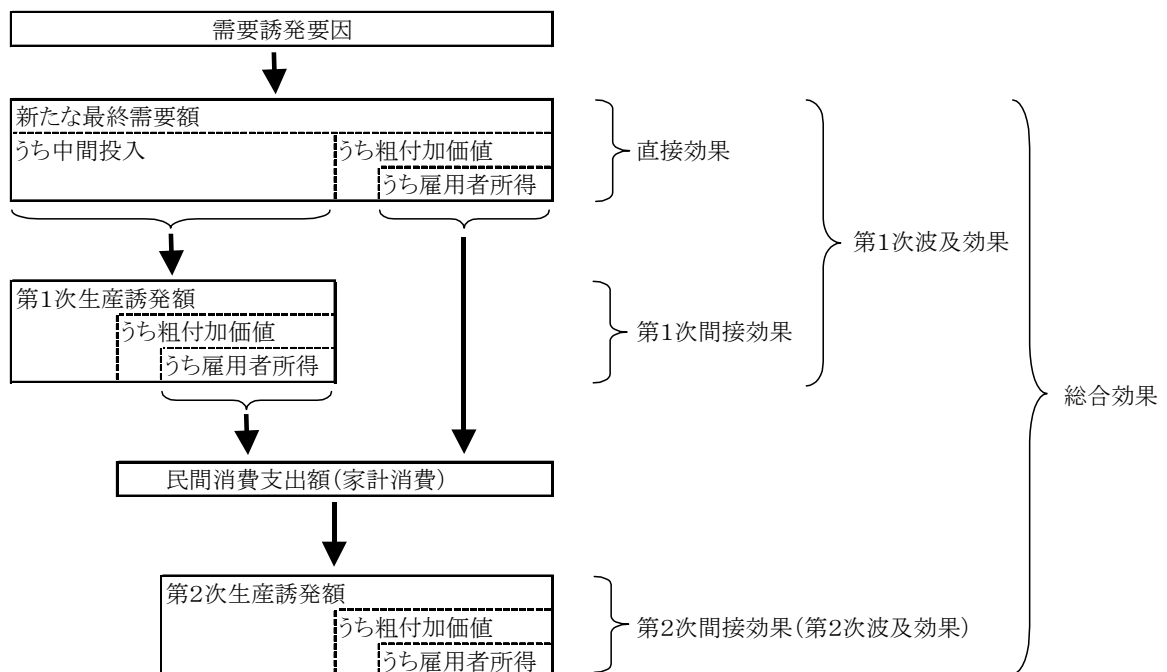 需要誘発要因
新たな最終需要額
うち中間投入
うち粗付加価値
うち雇用者所得
直接効果
第1次波及効果
第1次生産誘発額
うち粗付加価値
うち雇用者所得
第1次間接効果
総合効果
民間消費支出額(家計消費)
第2次生産誘発額
うち粗付加価値
うち雇用者所得
第2次間接効果(第2次波及効果)